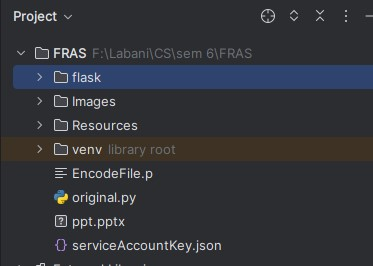 Project
FRAS F:\Labani\CS\sem 6\FRAS
flask
Images
Resources
venv library root
EncodeFile.p
original.py
ppt.pptx
serviceAccountKey.json